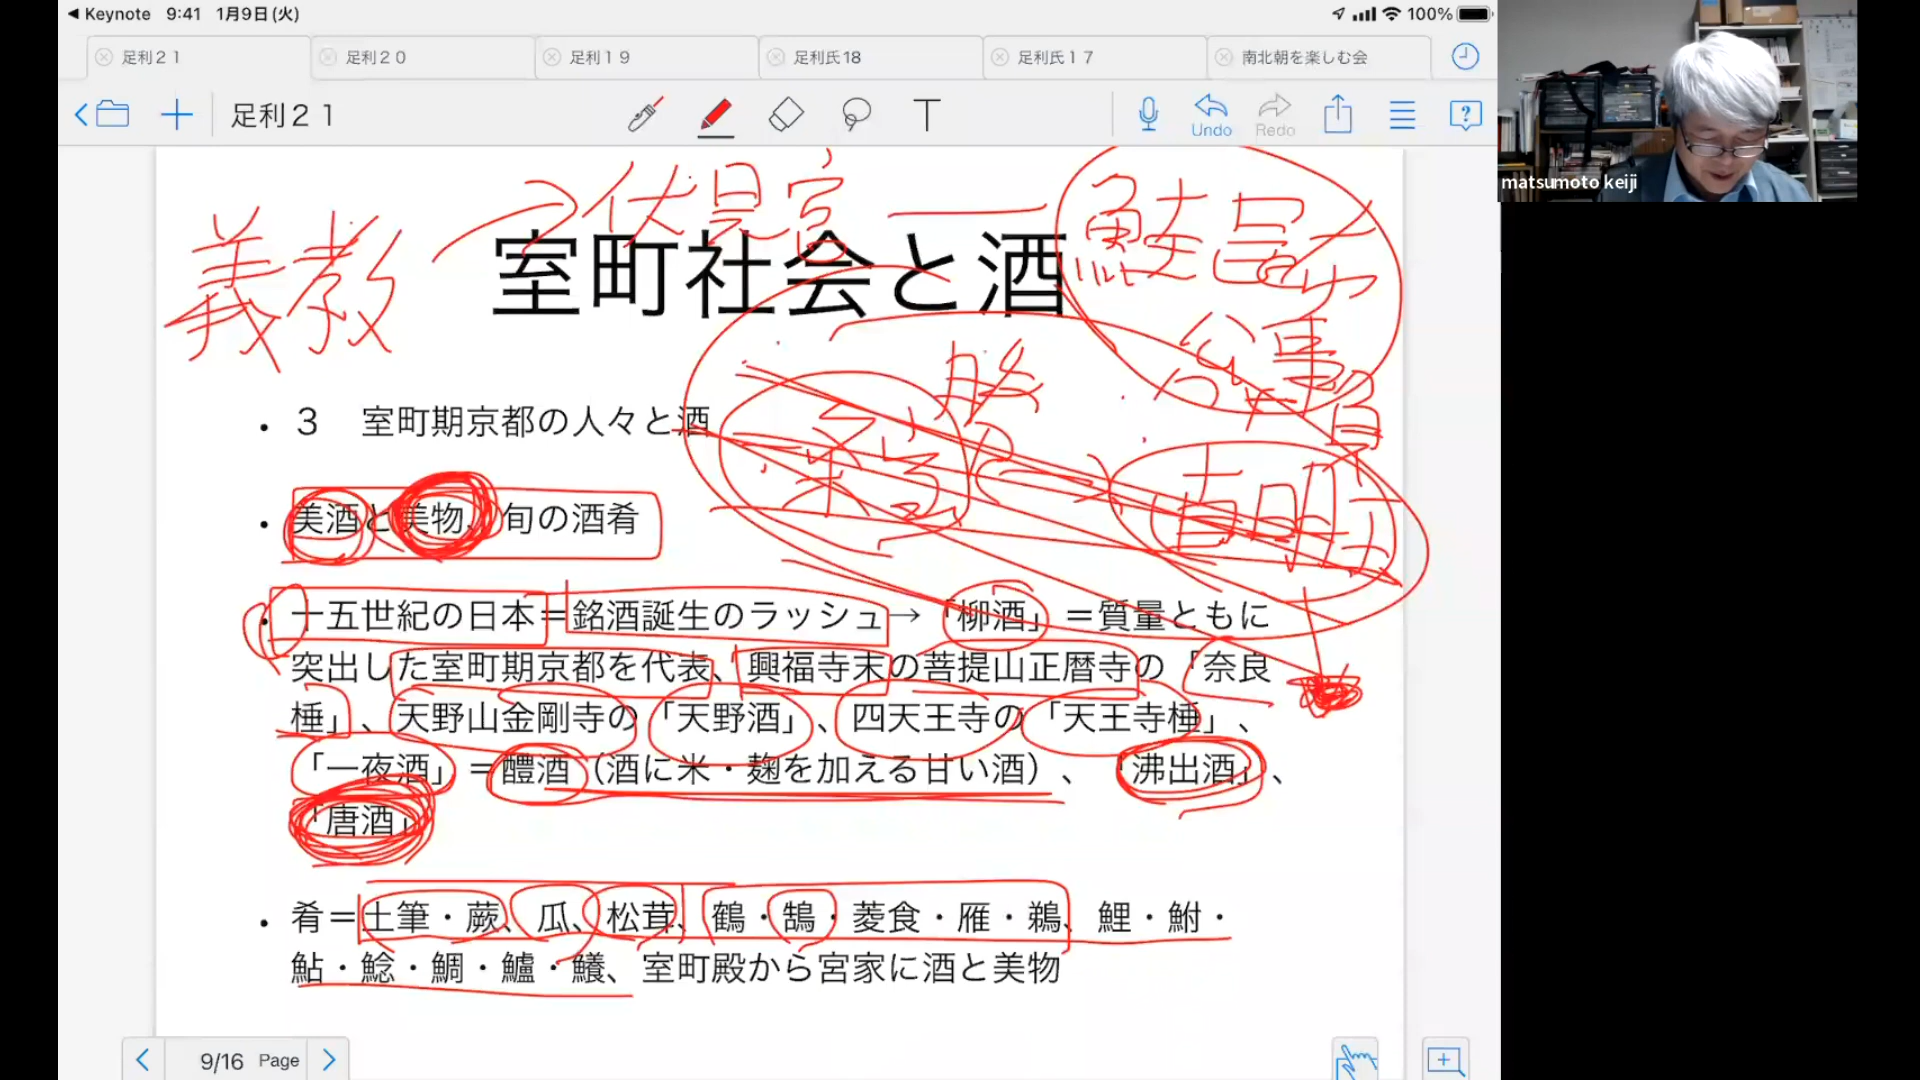 Keynote 9:41 1月9日(火) 100%
足利21 足利20 足利19 足利氏18 足利氏17 南北朝を楽しむ会
足利21 T Undo Redo
matsumoto keiji
義教 伏見宮 鮭昌
室町社会と酒
公事
・３　室町期京都の人々と酒
・美酒と美物、旬の酒肴
・十五世紀の日本＝銘酒誕生のラッシュ→「柳酒」＝質量ともに
突出した室町期京都を代表、興福寺末の菩提山正暦寺の「奈良
棰」、天野山金剛寺の「天野酒」、四天王寺の「天王寺棰」、
「一夜酒」＝醴酒（酒に米・麹を加える甘い酒）、「沸出酒」、
「唐酒」
・肴＝土筆・蕨、瓜、松茸、鶴・鵠・菱食・雁・鵜、鯉・鮒・
鮎・鯰・鯛・鱸・鱶、室町殿から宮家に酒と美物
9/16 Page